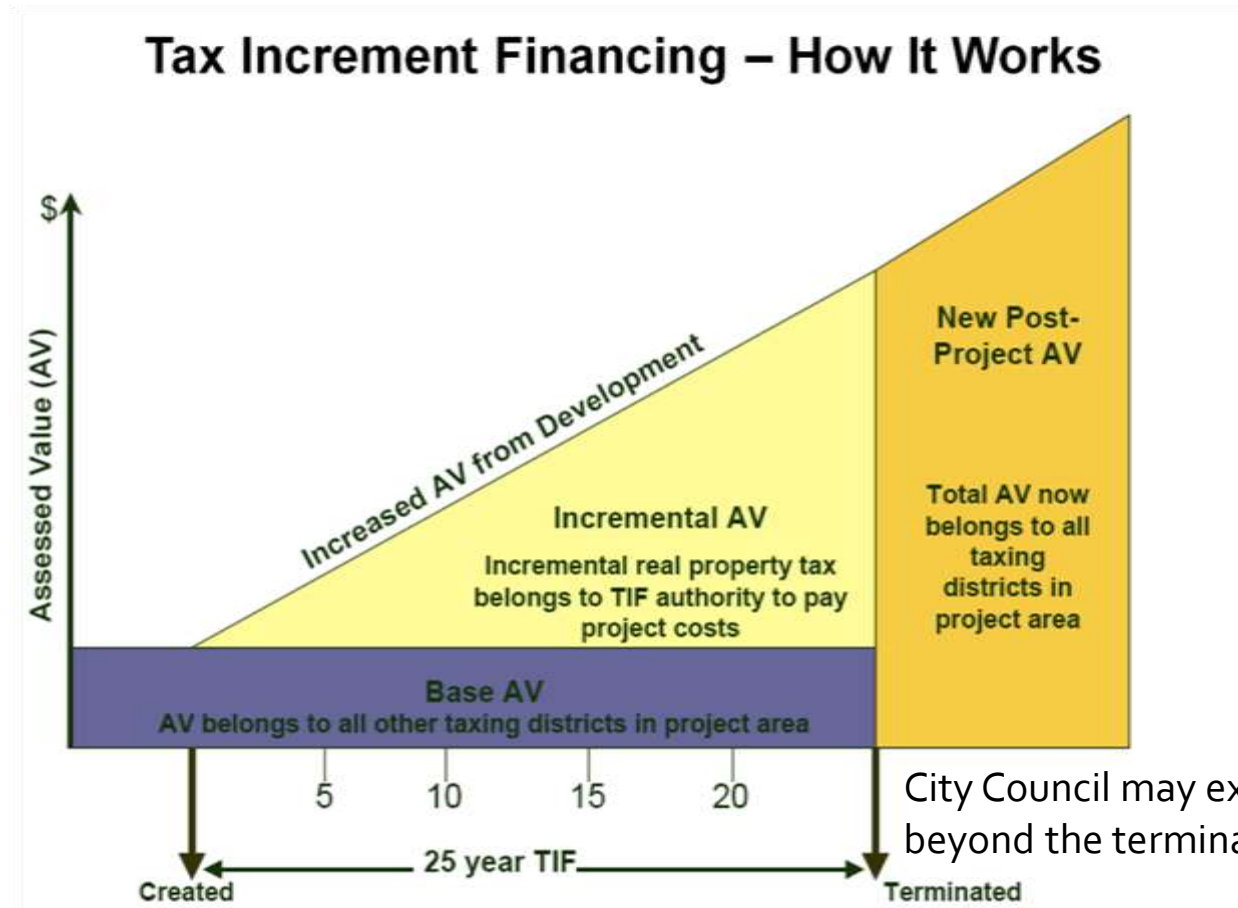 Tax Increment Financing – How It Works
$
Assessed Value (AV)
Increased AV from Development
New Post-
Project AV
Incremental AV
Incremental real property tax
belongs to TIF authority to pay
project costs
Total AV now
belongs to all
taxing
districts in
project area
Base AV
AV belongs to all other taxing districts in project area
5 10 15 20
City Council may
beyond the
25 year TIF
Created
Terminated